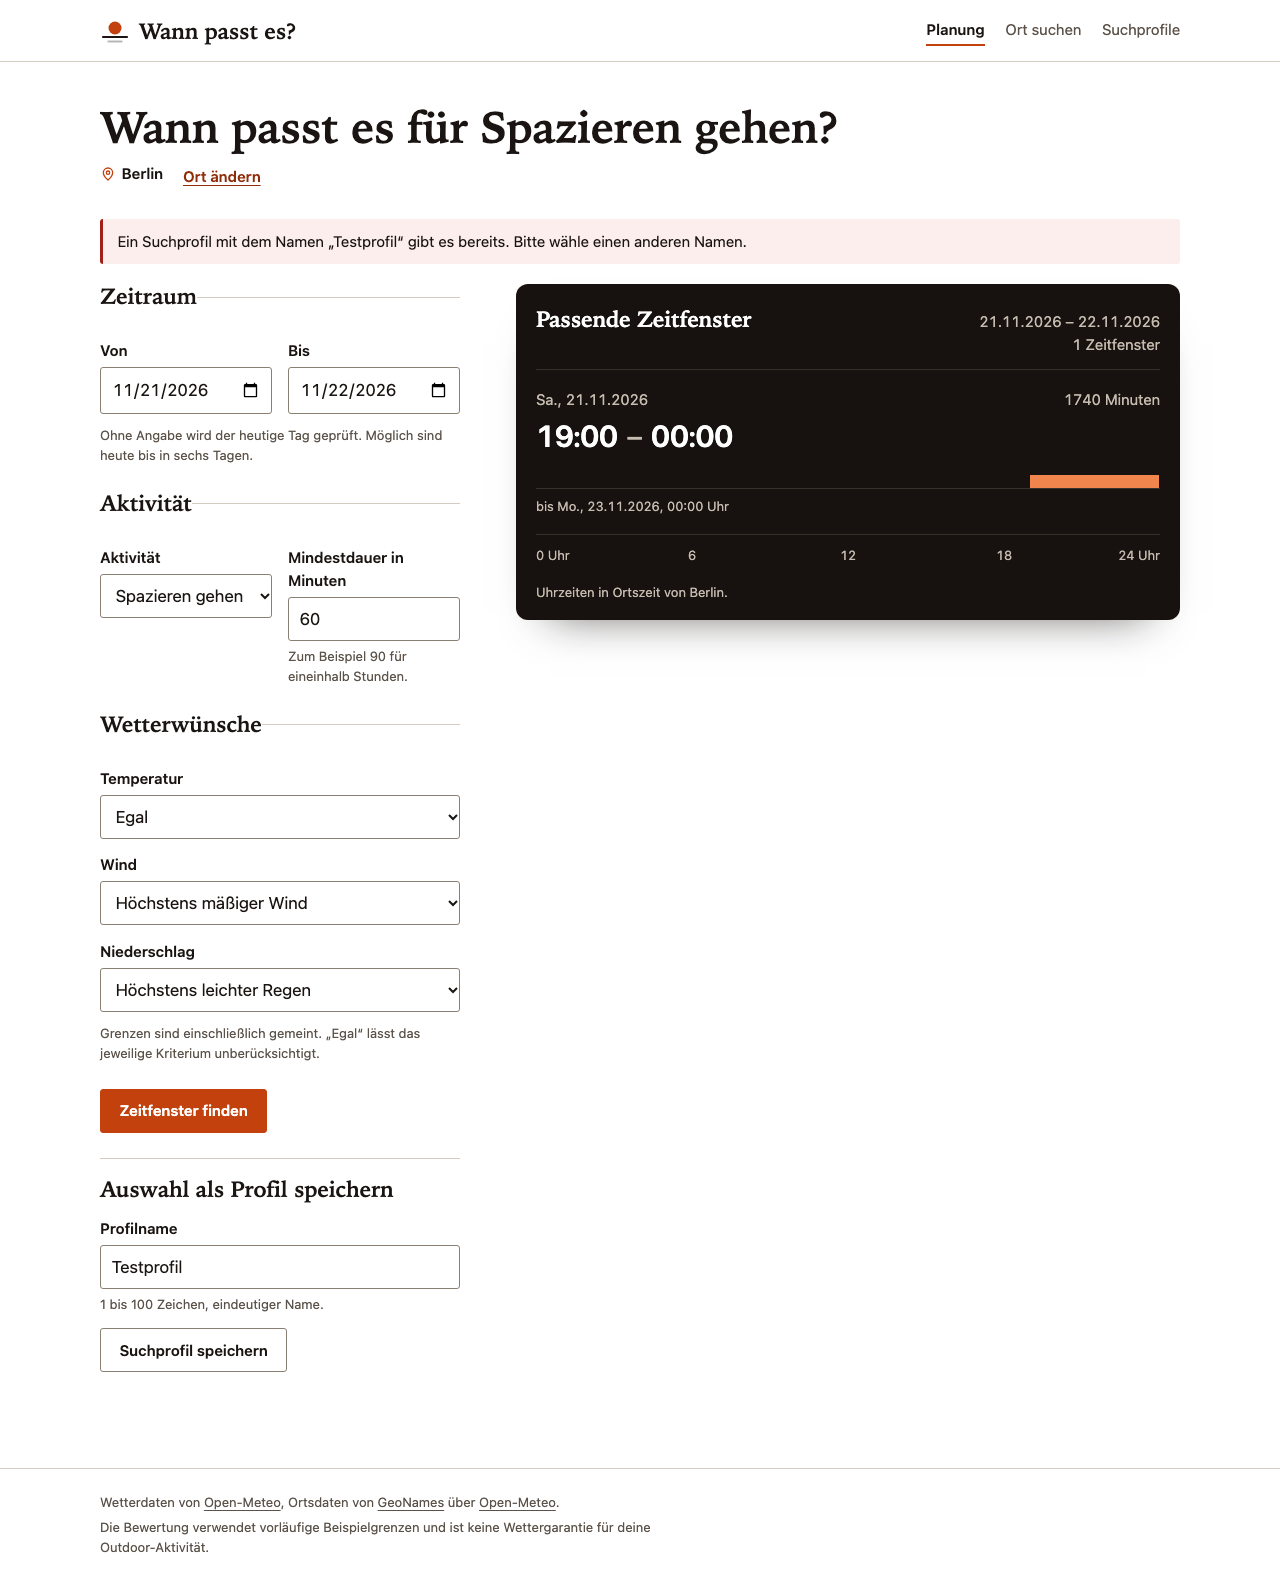 Wann passt es?
Planung
Ort suchen
Suchprofile
Wann passt es für Spazieren gehen?
Berlin
Ort ändern
Ein Suchprofil mit dem Namen „Testprofil“ gibt es bereits. Bitte wähle einen anderen Namen.
Zeitraum
Von
Bis
11/21/2026
11/22/2026
Ohne Angabe wird der heutige Tag geprüft. Möglich sind
heute bis in sechs Tagen.
Aktivität
Aktivität
Spazieren gehen
Mindestdauer in
Minuten
60
Zum Beispiel 90 für
eineinhalb Stunden.
Wetterwünsche
Temperatur
Egal
Wind
Höchstens mäßiger Wind
Niederschlag
Höchstens leichter Regen
Grenzen sind einschließlich gemeint. „Egal“ lässt das
jeweilige Kriterium unberücksichtigt.
Zeitfenster finden
Auswahl als Profil speichern
Profilname
Testprofil
1 bis 100 Zeichen, eindeutiger Name.
Suchprofil speichern
Passende Zeitfenster
21.11.2026 – 22.11.2026
1 Zeitfenster
Sa., 21.11.2026
1740 Minuten
19:00 – 00:00
bis Mo., 23.11.2026, 00:00 Uhr
0 Uhr
6
12
18
24 Uhr
Uhrzeiten in Ortszeit von Berlin.
Wetterdaten von Open-Meteo, Ortsdaten von GeoNames über Open-Meteo.
Die Bewertung verwendet vorläufige Beispielgrenzen und ist keine Wettergarantie für deine
Outdoor-Aktivität.